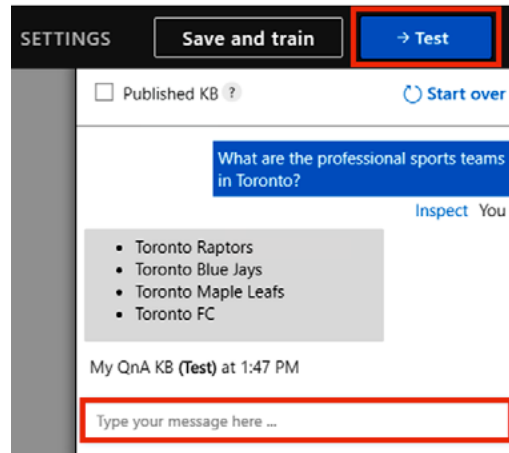 SETTINGS Save and train → Test
Published KB ? Start over
What are the professional sports teams
in Toronto?
Inspect You
• Toronto Raptors
• Toronto Blue Jays
• Toronto Maple Leafs
• Toronto FC
My QnA KB (Test) at 1:47 PM
Type your message here ...